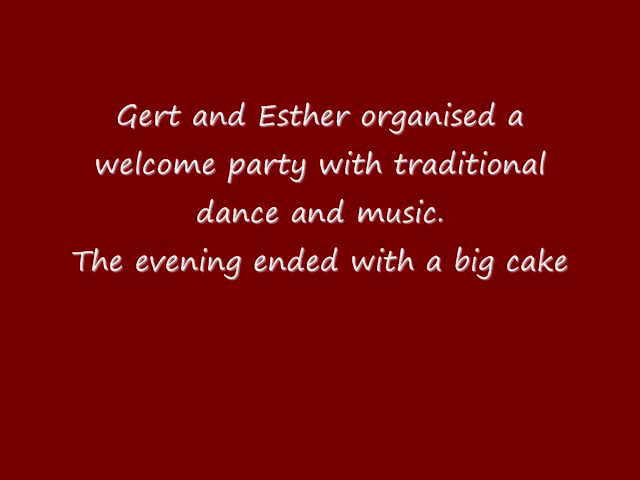 Gert and Esther organised a
welcome party with traditional
dance and music.
The evening ended with a big cake